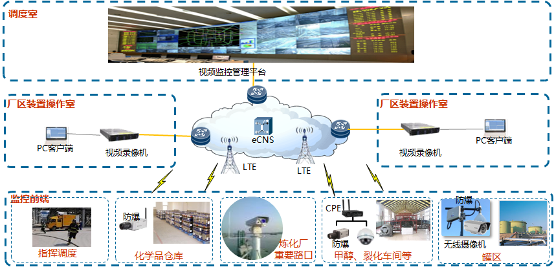 调度室
视频监控管理平台
厂区装置操作室
厂区装置操作室
PC客户端
视频录像机
eCNS
LTE
LTE
视频录像机
PC客户端
监控前端
指挥调度
防爆
化学品仓库
炼化厂
重要路口
CPE
防爆
甲醇、裂化车间等
防爆
无线摄像机
罐区